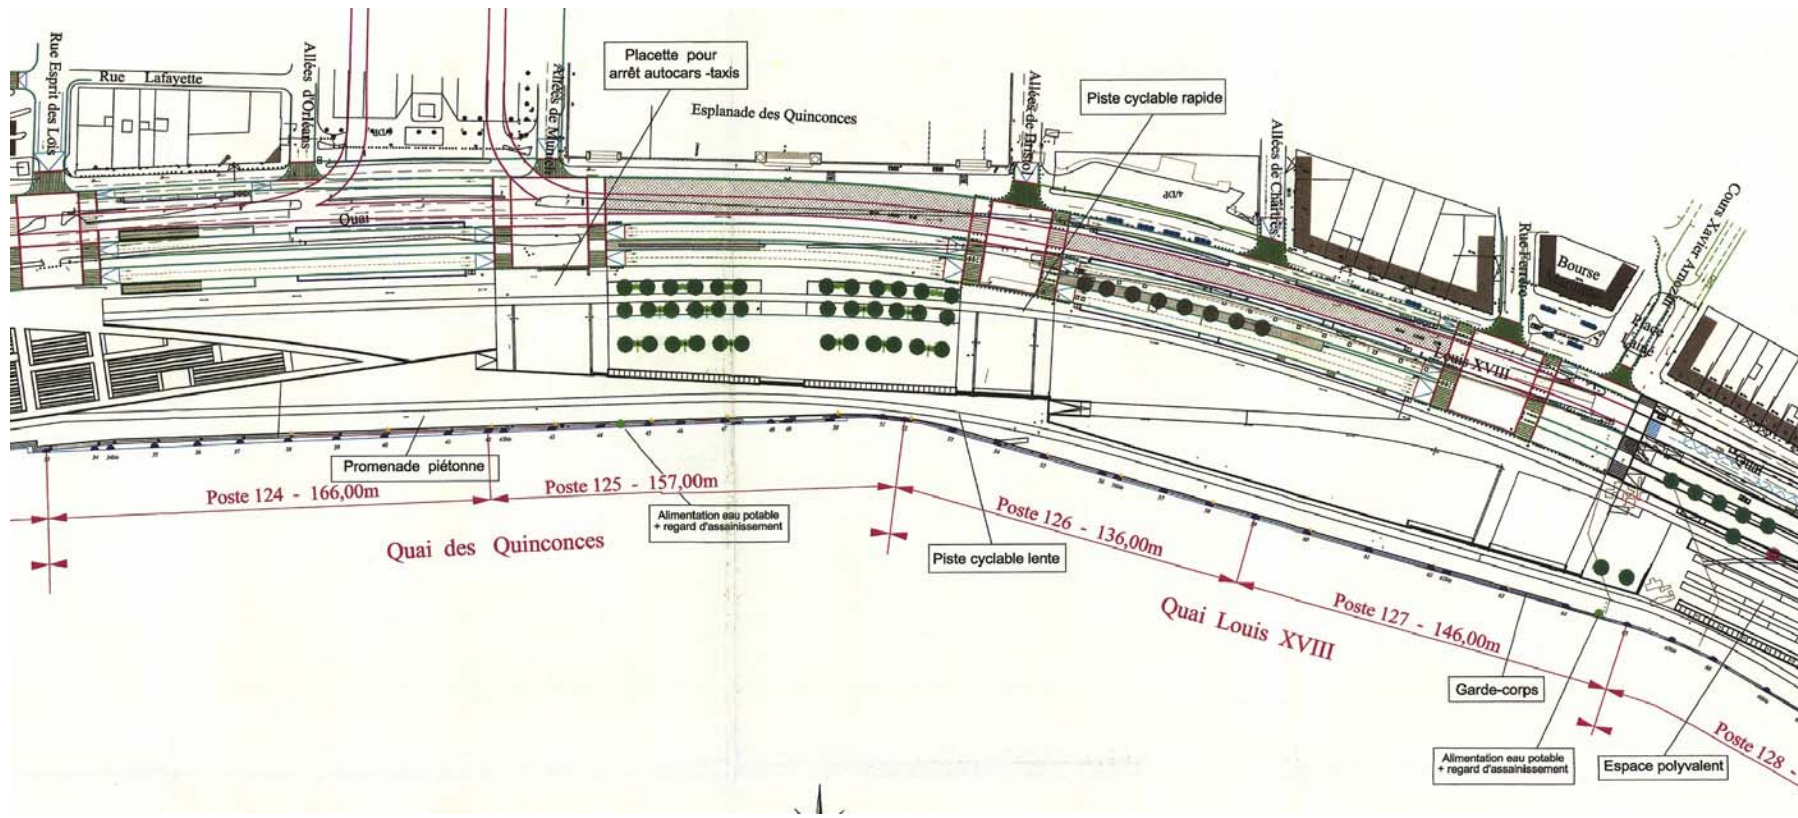 Rue Esprit des Lois
Rue Lafayette
Allées d'Orléans
Allées de Munich
Placette pour
arrêt autocars -taxis
Esplanade des Quinconces
Allées de Bristol
Piste cyclable rapide
4/DP
Allées de Chartres
Rue Ferrère
Bourse
Cours Xavier Arnozan
Place
Lainé
Quai
Louis XVIII
Quai
Promenade piétonne
Poste 124 - 166,00m
Poste 125 - 157,00m
Alimentation eau potable
+ regard d'assainissement
Quai des Quinconces
Piste cyclable lente
Poste 126 - 136,00m
Poste 127 - 146,00m
Quai Louis XVIII
Garde-corps
Alimentation eau potable
+ regard d'assainissement
Espace polyvalent
Poste 128 -